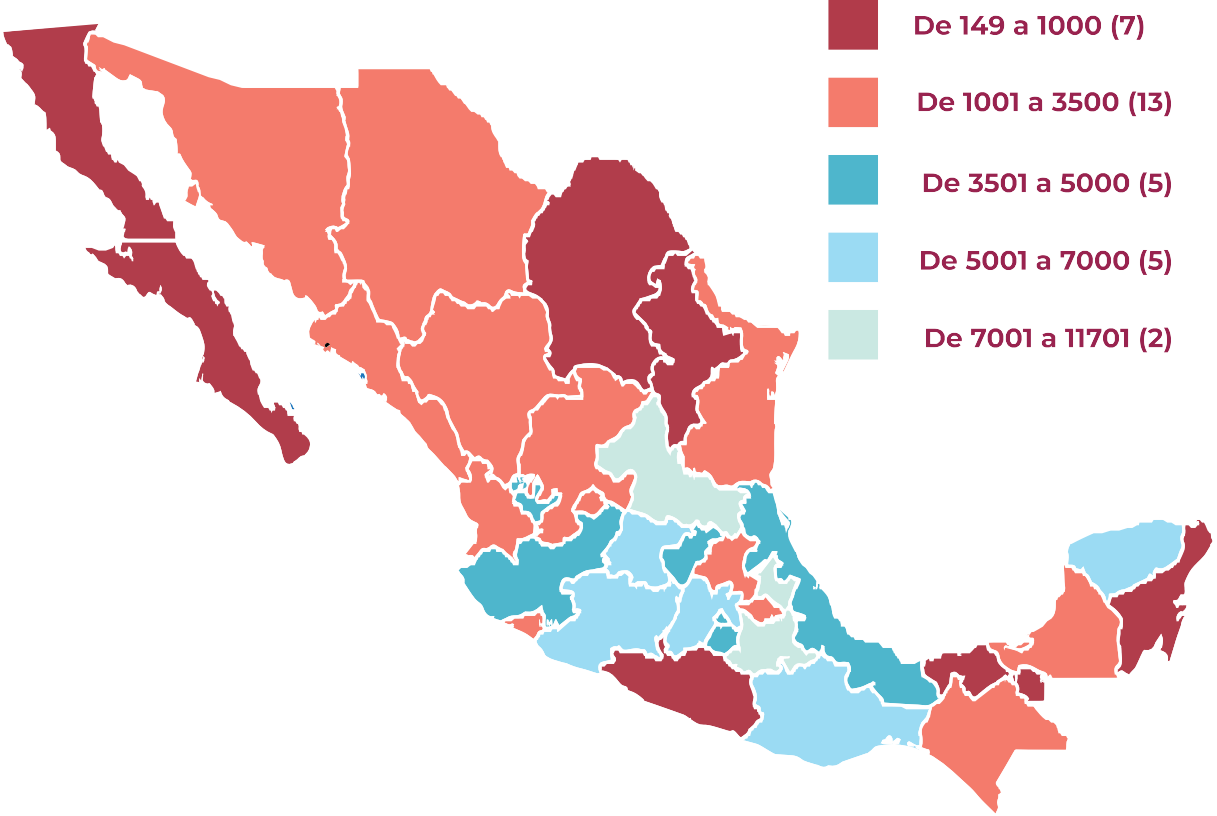 De 149 a 1000 (7)
De 1001 a 3500 (13)
De 3501 a 5000 (5)
De 5001 a 7000 (5)
De 7001 a 11701 (2)